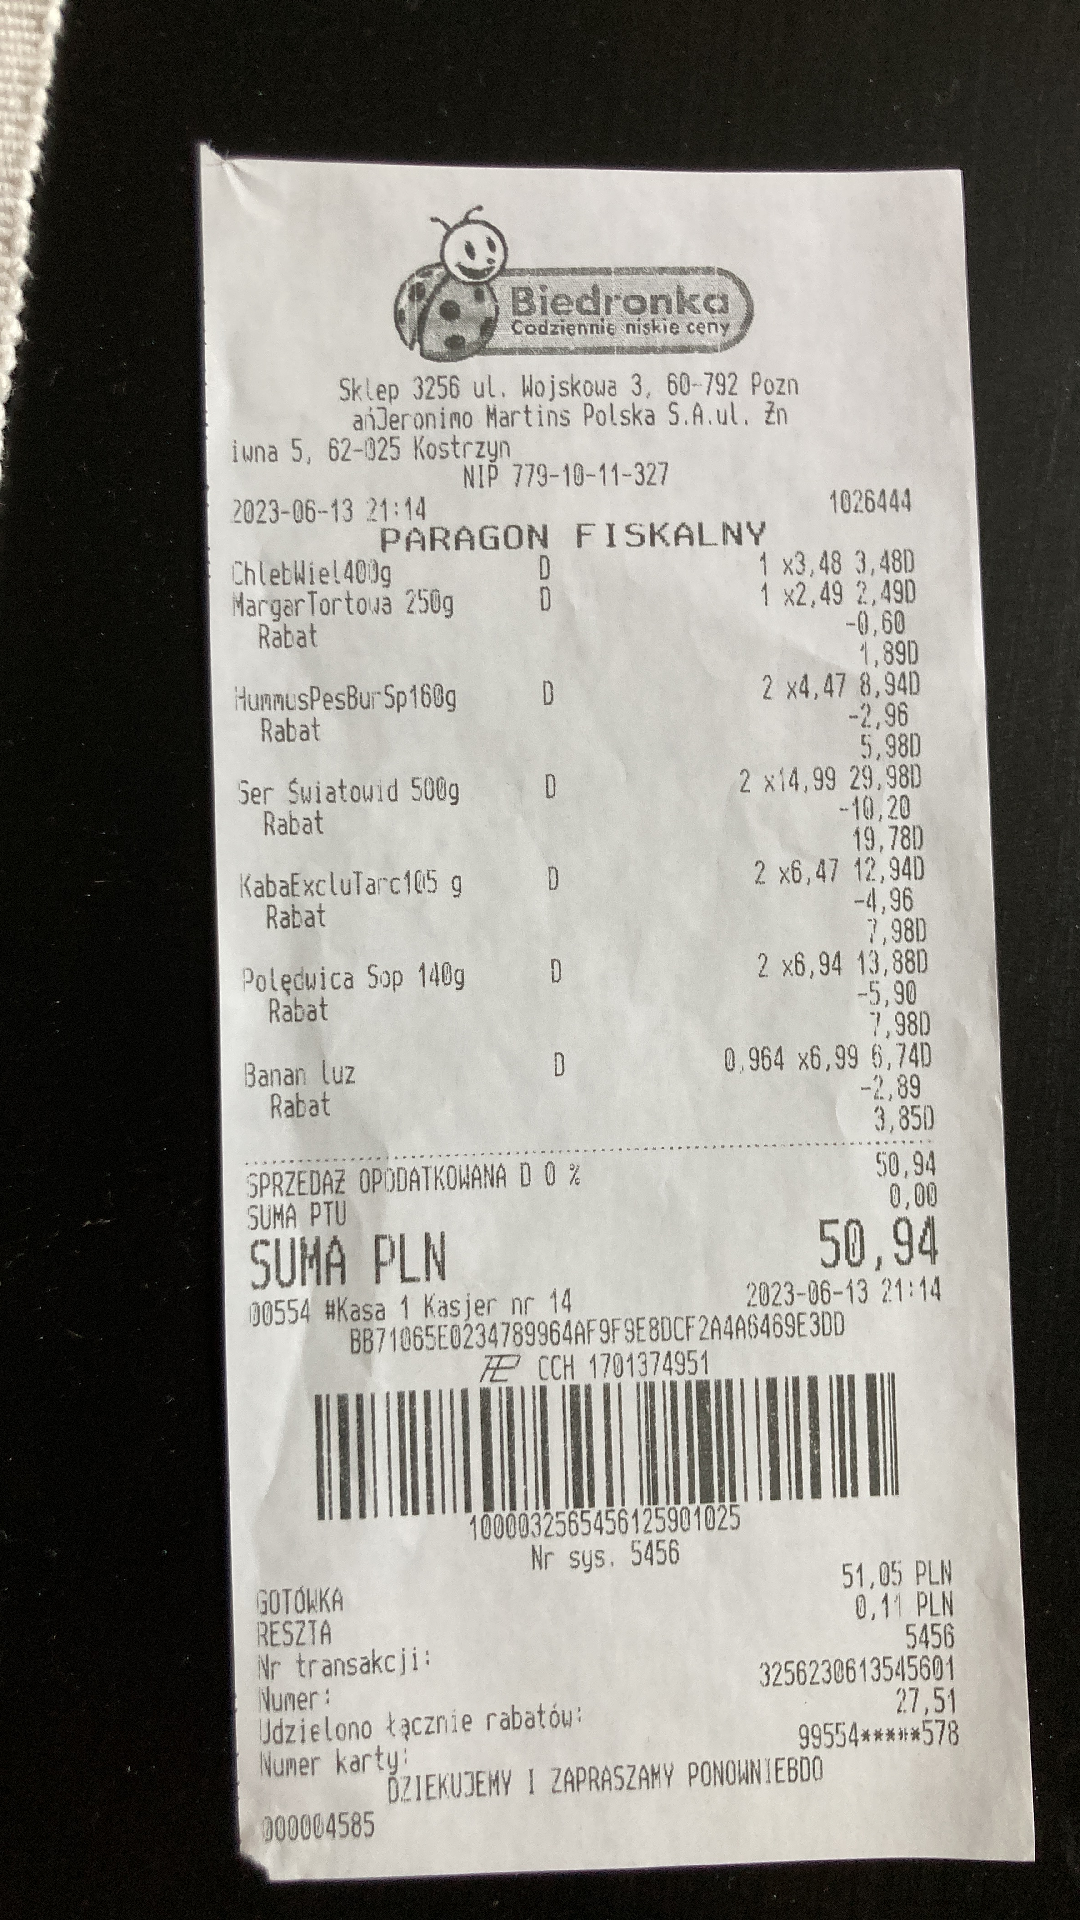 Biedronka
Codziennie niskie ceny
Sklep 3256 ul. Wojskowa 3, 60-792 Pozn
ańJeronimo Martins Polska S.A.ul. Żn
iwna 5, 62-025 Kostrzyn
NIP 779-10-11-327
2023-06-13 21:14 1026444
PARAGON FISKALNY
ChlebWiel400g D 1 x3,48 3,48D
MargarTortowa 250g D 1 x2,49 2,49D
Rabat -0,60
1,89D
HummusPesBurSp160g D 2 x4,47 8,94D
Rabat -2,96
5,98D
Ser Światowid 500g D 2 x14,99 29,98D
Rabat -10,20
19,78D
KabaExcluTarc105 g D 2 x6,47 12,94D
Rabat -4,96
7,98D
Polędwica Sop 140g D 2 x6,94 13,88D
Rabat -5,90
7,98D
Banan luz D 0,964 x6,99 6,74D
Rabat -2,89
3,85D
SPRZEDAŻ OPODATKOWANA D 0 % 50,94
SUMA PTU 0,00
SUMA PLN 50,94
00554 #Kasa 1 Kasjer nr 14 2023-06-13 21:14
BB71065E0234789964AF9F9E8DCF2A4A6469E3DD
CCH 1701374951
1000032565456125901025
Nr sys. 5456
GOTÓWKA 51,05 PLN
RESZTA 0,11 PLN
Nr transakcji: 5456
Numer: 3256230613545601
Udzielono łącznie rabatów: 27,51
Numer karty: 99554*****578
DZIEKUJEMY I ZAPRASZAMY PONOWNIEBDO
000004585